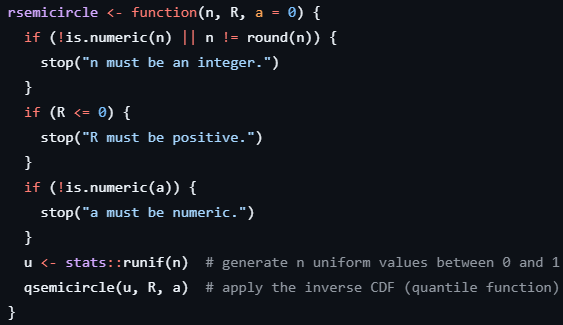 rsemicircle <- function(n, R, a = 0) {
  if (!is.numeric(n) || n != round(n)) {
    stop("n must be an integer.")
  }
  if (R <= 0) {
    stop("R must be positive.")
  }
  if (!is.numeric(a)) {
    stop("a must be numeric.")
  }
  u <- stats::runif(n)  # generate n uniform values between 0 and 1
  qsemicircle(u, R, a)  # apply the inverse CDF (quantile function)
}